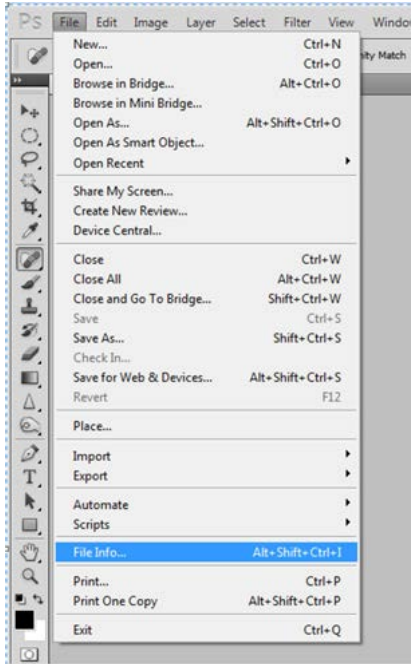 PS File Edit Image Layer Select Filter View Window
New... Ctrl+N
Open... Ctrl+O
ity Match
Browse in Bridge... Alt+Ctrl+O
Browse in Mini Bridge...
Open As... Alt+Shift+Ctrl+O
Open As Smart Object...
Open Recent
Share My Screen...
Create New Review...
Device Central...
Close Ctrl+W
Close All Alt+Ctrl+W
Close and Go To Bridge... Shift+Ctrl+W
Save Ctrl+S
Save As... Shift+Ctrl+S
Check In...
Save for Web & Devices... Alt+Shift+Ctrl+S
Revert F12
Place...
Import
Export
Automate
Scripts
File Info... Alt+Shift+Ctrl+I
Print... Ctrl+P
Print One Copy Alt+Shift+Ctrl+P
Exit Ctrl+Q